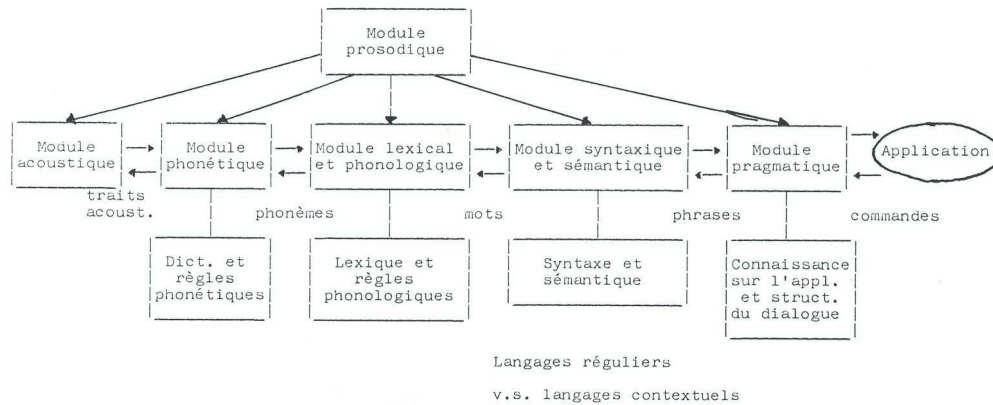 Module
prosodique
Module
acoustique
Module
phonétique
Module lexical
et phonologique
Module syntaxique
et sémantique
Module
pragmatique
Application
traits
acoust.
phonèmes
mots
phrases
commandes
Dict. et
règles
phonétiques
Lexique et
règles
phonologiques
Syntaxe et
sémantique
Connaissance
sur l'appl.
et struct.
du dialogue
Langages réguliers
v.s. langages contextuels